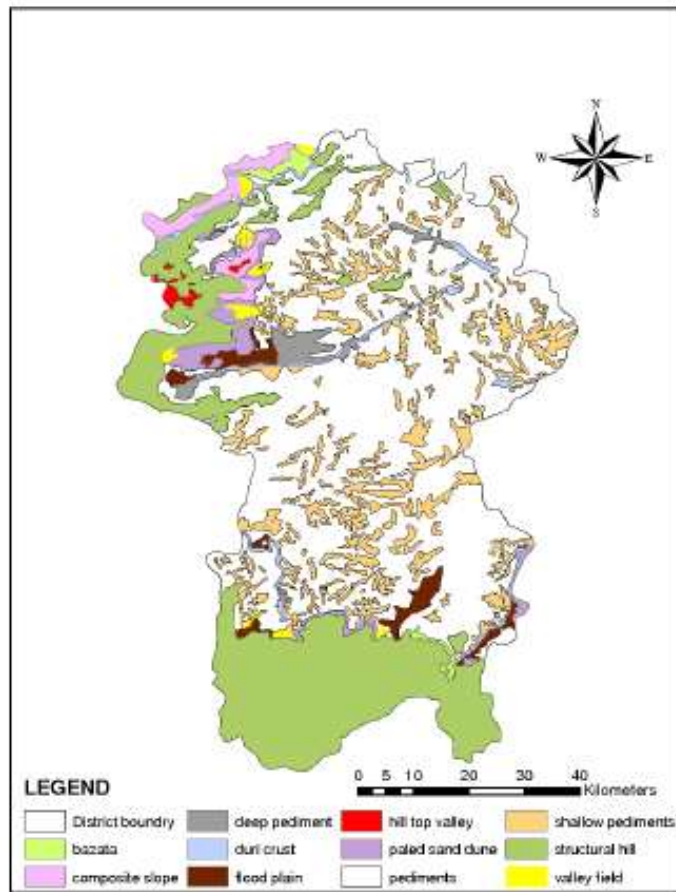 N
W E
S
LEGEND
0 5 10 20 30 40
Kilometers
District boundry deep pediment hill top valley shallow pediments
bazata duri crust paled sand dune structural hill
composite slope flood plain pediments valley field